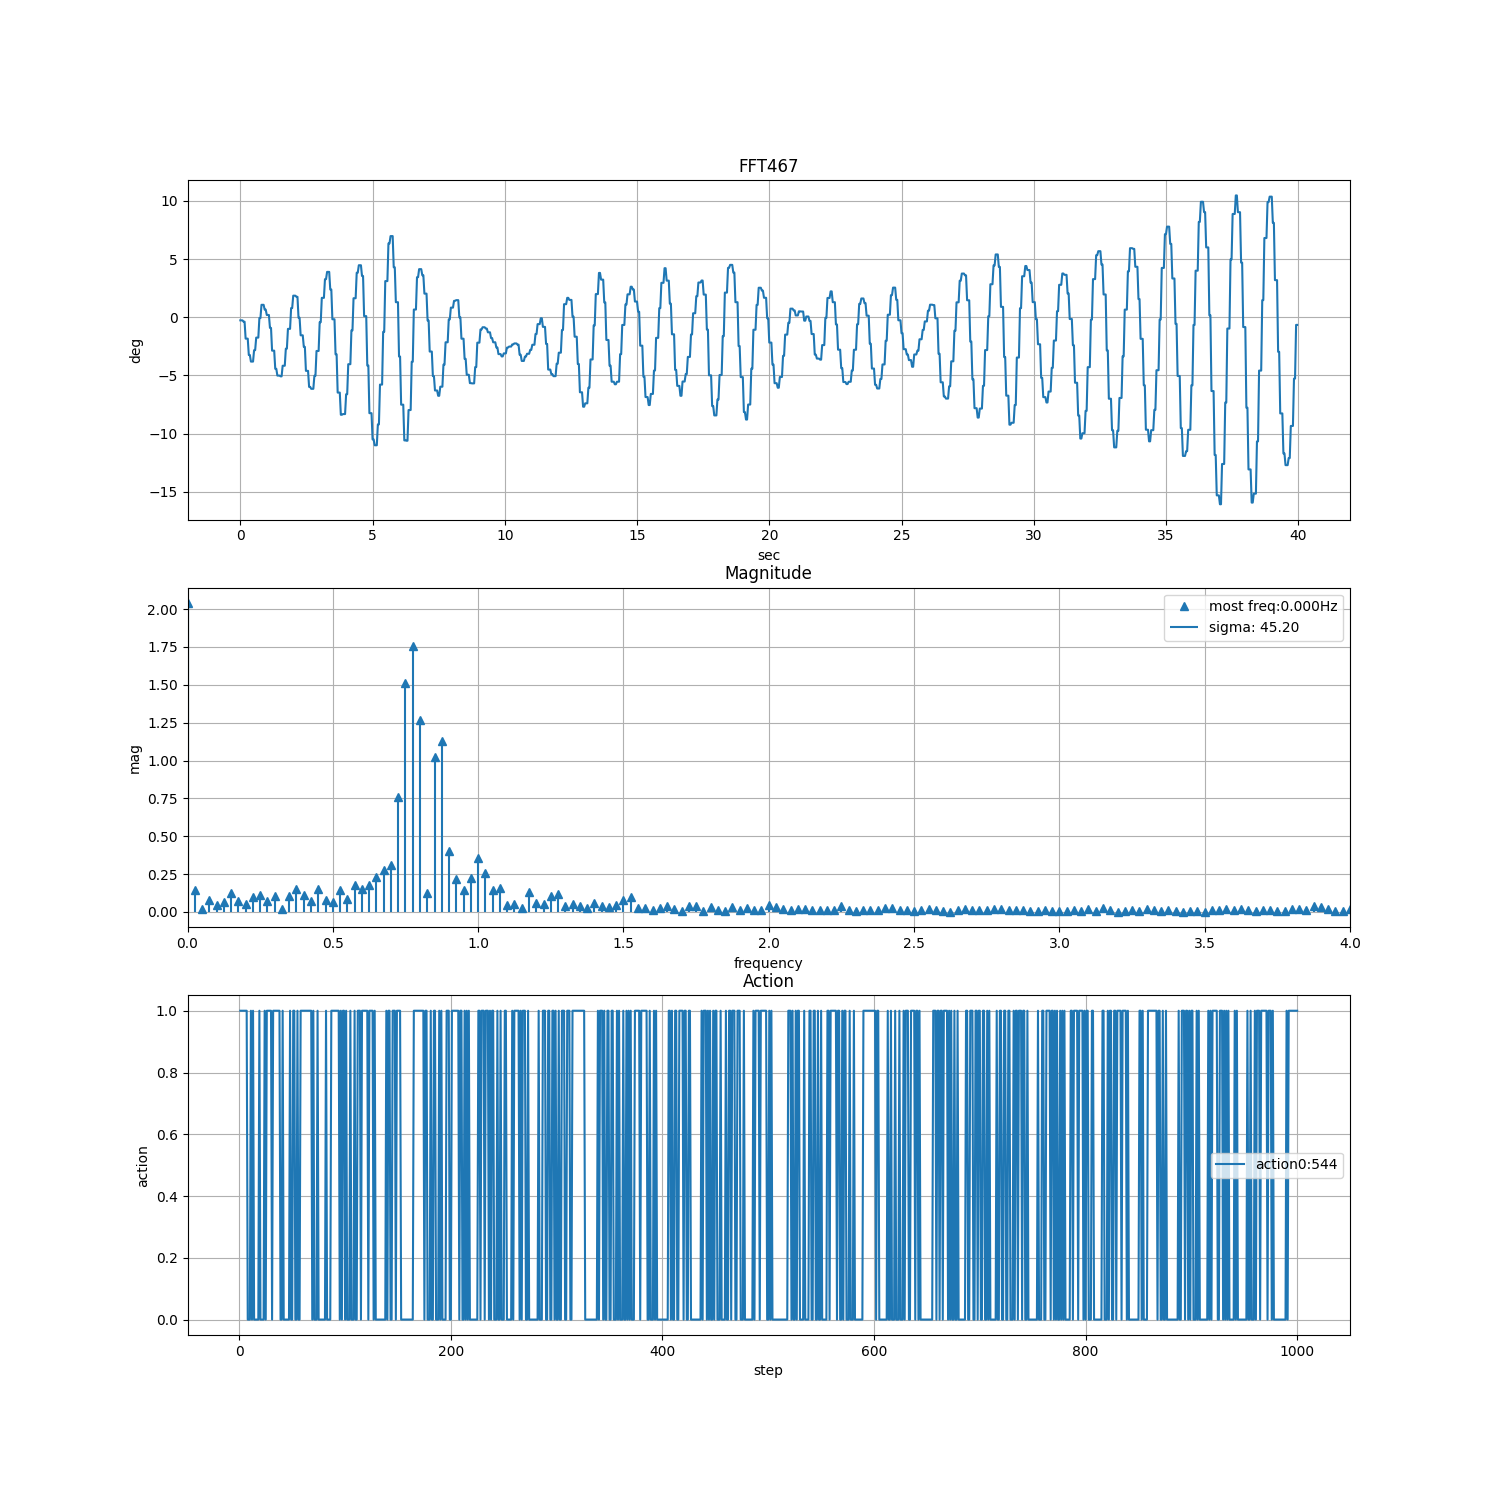 FFT467
10
5
0
−5
−10
−15
deg
0 5 10 15 20 25 30 35 40
sec
Magnitude
2.00
1.75
1.50
1.25
1.00
0.75
0.50
0.25
0.00
mag
most freq:0.000Hz
sigma: 45.20
0.0 0.5 1.0 1.5 2.0 2.5 3.0 3.5 4.0
frequency
Action
1.0
0.8
0.6
0.4
0.2
0.0
action
action0:544
0 200 400 600 800 1000
step